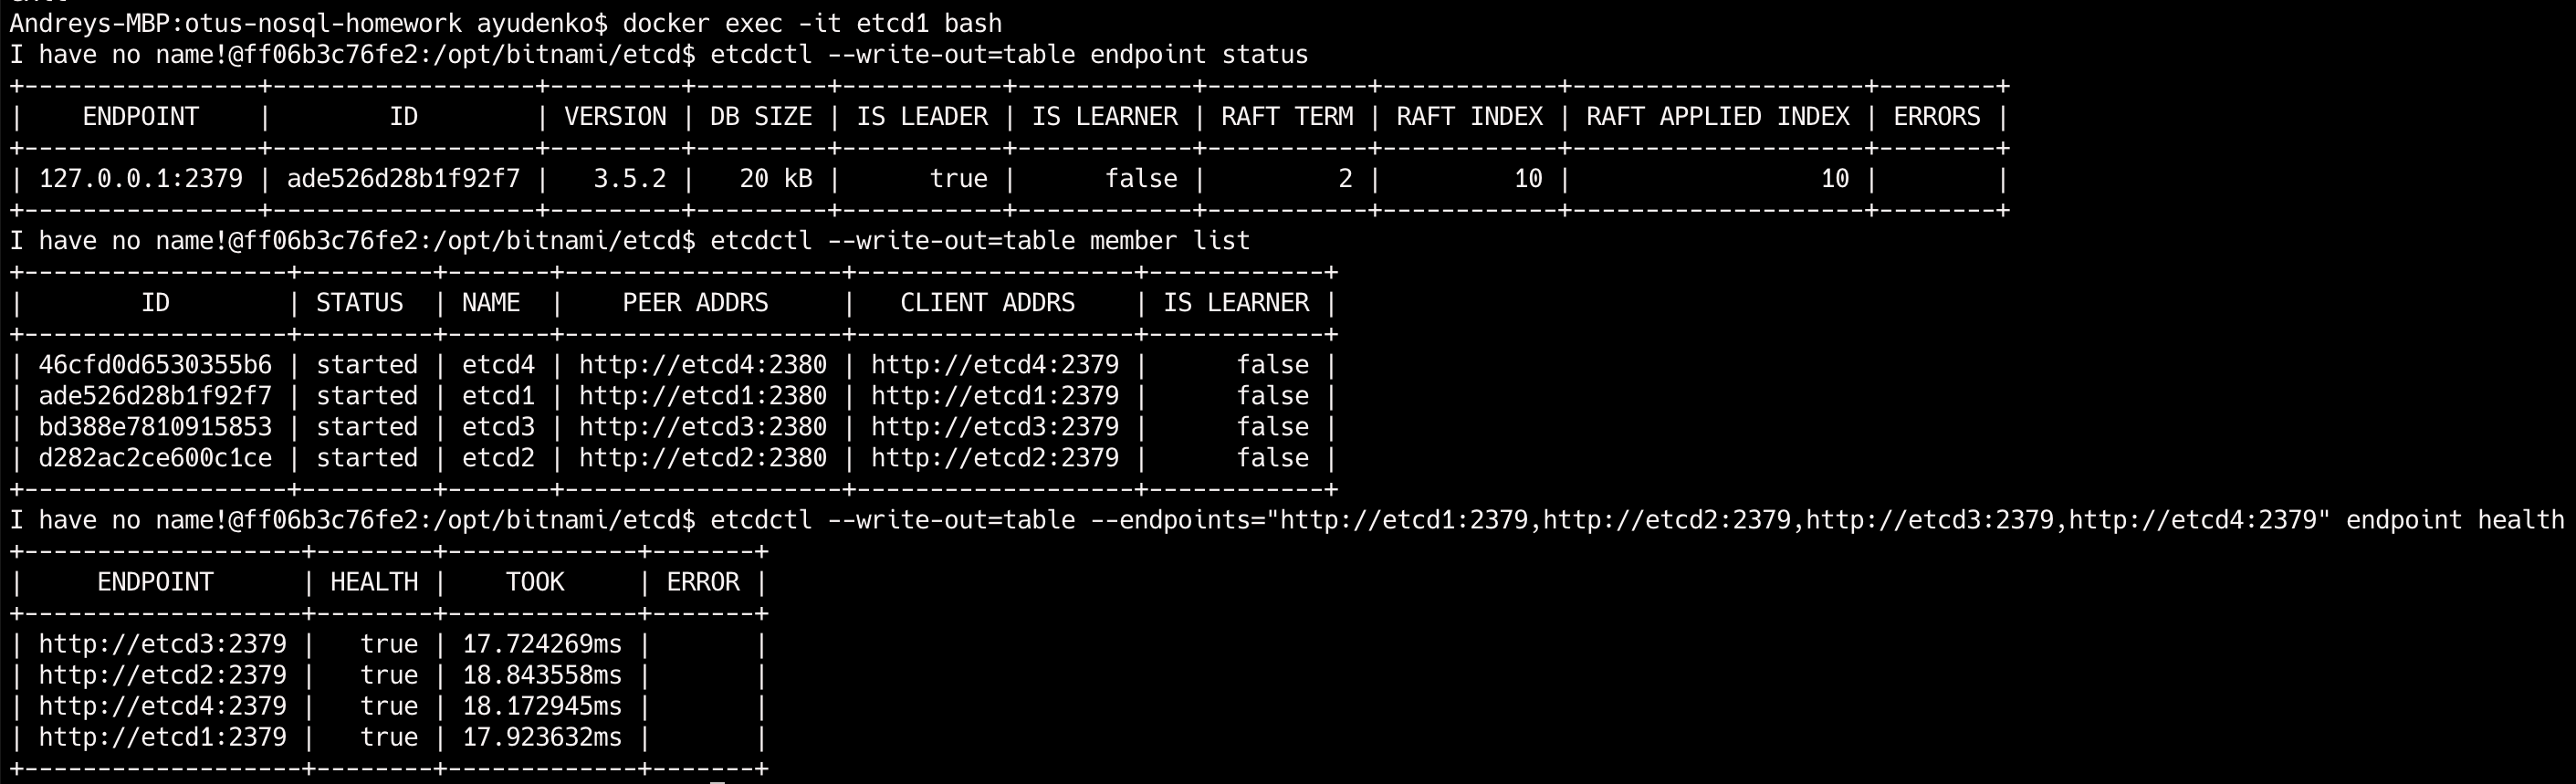 Andreys-MBP:otus-nosql-homework ayudenko$ docker exec -it etcd1 bash
I have no name!@ff06b3c76fe2:/opt/bitnami/etcd$ etcdctl --write-out=table endpoint status
+----------------+------------------+---------+---------+-----------+------------+-----------+------------+--------------------+--------+
|    ENDPOINT    |        ID        | VERSION | DB SIZE | IS LEADER | IS LEARNER | RAFT TERM | RAFT INDEX | RAFT APPLIED INDEX | ERRORS |
+----------------+------------------+---------+---------+-----------+------------+-----------+------------+--------------------+--------+
| 127.0.0.1:2379 | ade526d28b1f92f7 |   3.5.2 |   20 kB |      true |      false |         2 |         10 |                 10 |        |
+----------------+------------------+---------+---------+-----------+------------+-----------+------------+--------------------+--------+
I have no name!@ff06b3c76fe2:/opt/bitnami/etcd$ etcdctl --write-out=table member list
+------------------+---------+-------+-------------------+-------------------+------------+
|        ID        | STATUS  | NAME  |    PEER ADDRS     |   CLIENT ADDRS    | IS LEARNER |
+------------------+---------+-------+-------------------+-------------------+------------+
| 46cfd0d6530355b6 | started | etcd4 | http://etcd4:2380 | http://etcd4:2379 |      false |
| ade526d28b1f92f7 | started | etcd1 | http://etcd1:2380 | http://etcd1:2379 |      false |
| bd388e7810915853 | started | etcd3 | http://etcd3:2380 | http://etcd3:2379 |      false |
| d282ac2ce600c1ce | started | etcd2 | http://etcd2:2380 | http://etcd2:2379 |      false |
+------------------+---------+-------+-------------------+-------------------+------------+
I have no name!@ff06b3c76fe2:/opt/bitnami/etcd$ etcdctl --write-out=table --endpoints="http://etcd1:2379,http://etcd2:2379,http://etcd3:2379,http://etcd4:2379" endpoint health
+-------------------+--------+-------------+-------+
|     ENDPOINT      | HEALTH |    TOOK     | ERROR |
+-------------------+--------+-------------+-------+
| http://etcd3:2379 |   true | 17.724269ms |       |
| http://etcd2:2379 |   true | 18.843558ms |       |
| http://etcd4:2379 |   true | 18.172945ms |       |
| http://etcd1:2379 |   true | 17.923632ms |       |
+-------------------+--------+-------------+-------+